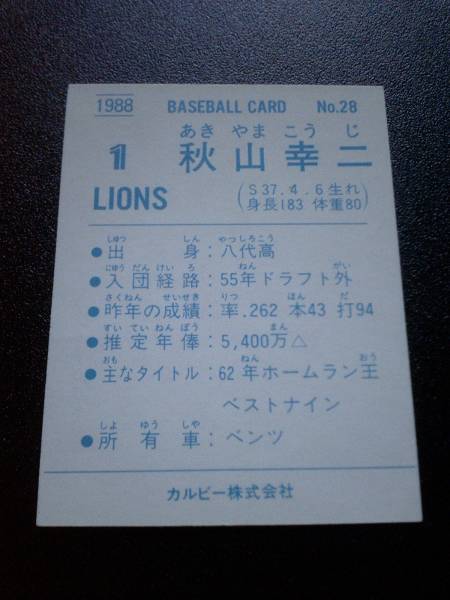 1988 BASEBALL CARD No.28
あき やま こう じ
1 秋山幸二
LIONS (S37.4.6生れ
身長183 体重80)
しゅつ しん やっしろこう
●出身:八代高
にゅう だん けい ろ ねん がい
●入団経路:55年ドラフト外
さくねん せいせき りつ ほん だ
●昨年の成績:率.262 本43 打94
すい てい ねん ぽう まん
●推定年俸:5,400万△
おも ねん おう
●主なタイトル:62年ホームラン王
ベストナイン
しよ ゆう しゃ
●所有車:ベンツ
カルビー株式会社